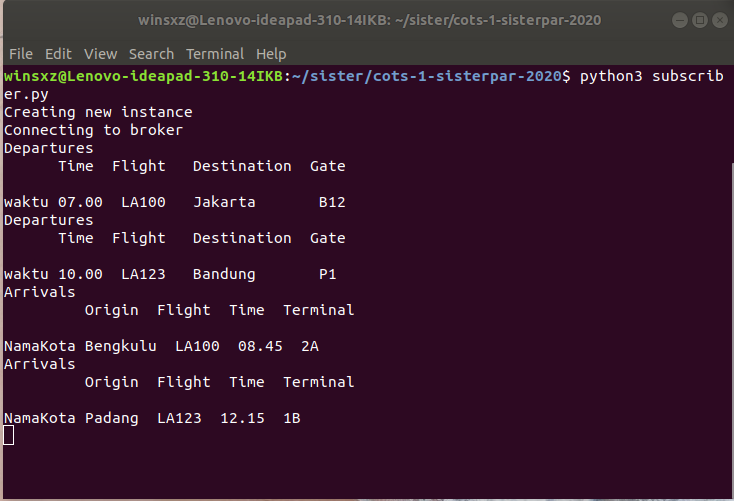 winsxz@Lenovo-ideapad-310-14IKB: ~/sister/cots-1-sisterpar-2020
File Edit View Search Terminal Help
winsxz@Lenovo-ideapad-310-14IKB:~/sister/cots-1-sisterpar-2020$ python3 subscrib
er.py
Creating new instance
Connecting to broker
Departures
      Time  Flight   Destination  Gate
waktu 07.00  LA100   Jakarta       B12
Departures
      Time  Flight   Destination  Gate
waktu 10.00  LA123   Bandung       P1
Arrivals
         Origin  Flight  Time  Terminal
NamaKota Bengkulu  LA100  08.45  2A
Arrivals
         Origin  Flight  Time  Terminal
NamaKota Padang  LA123  12.15  1B